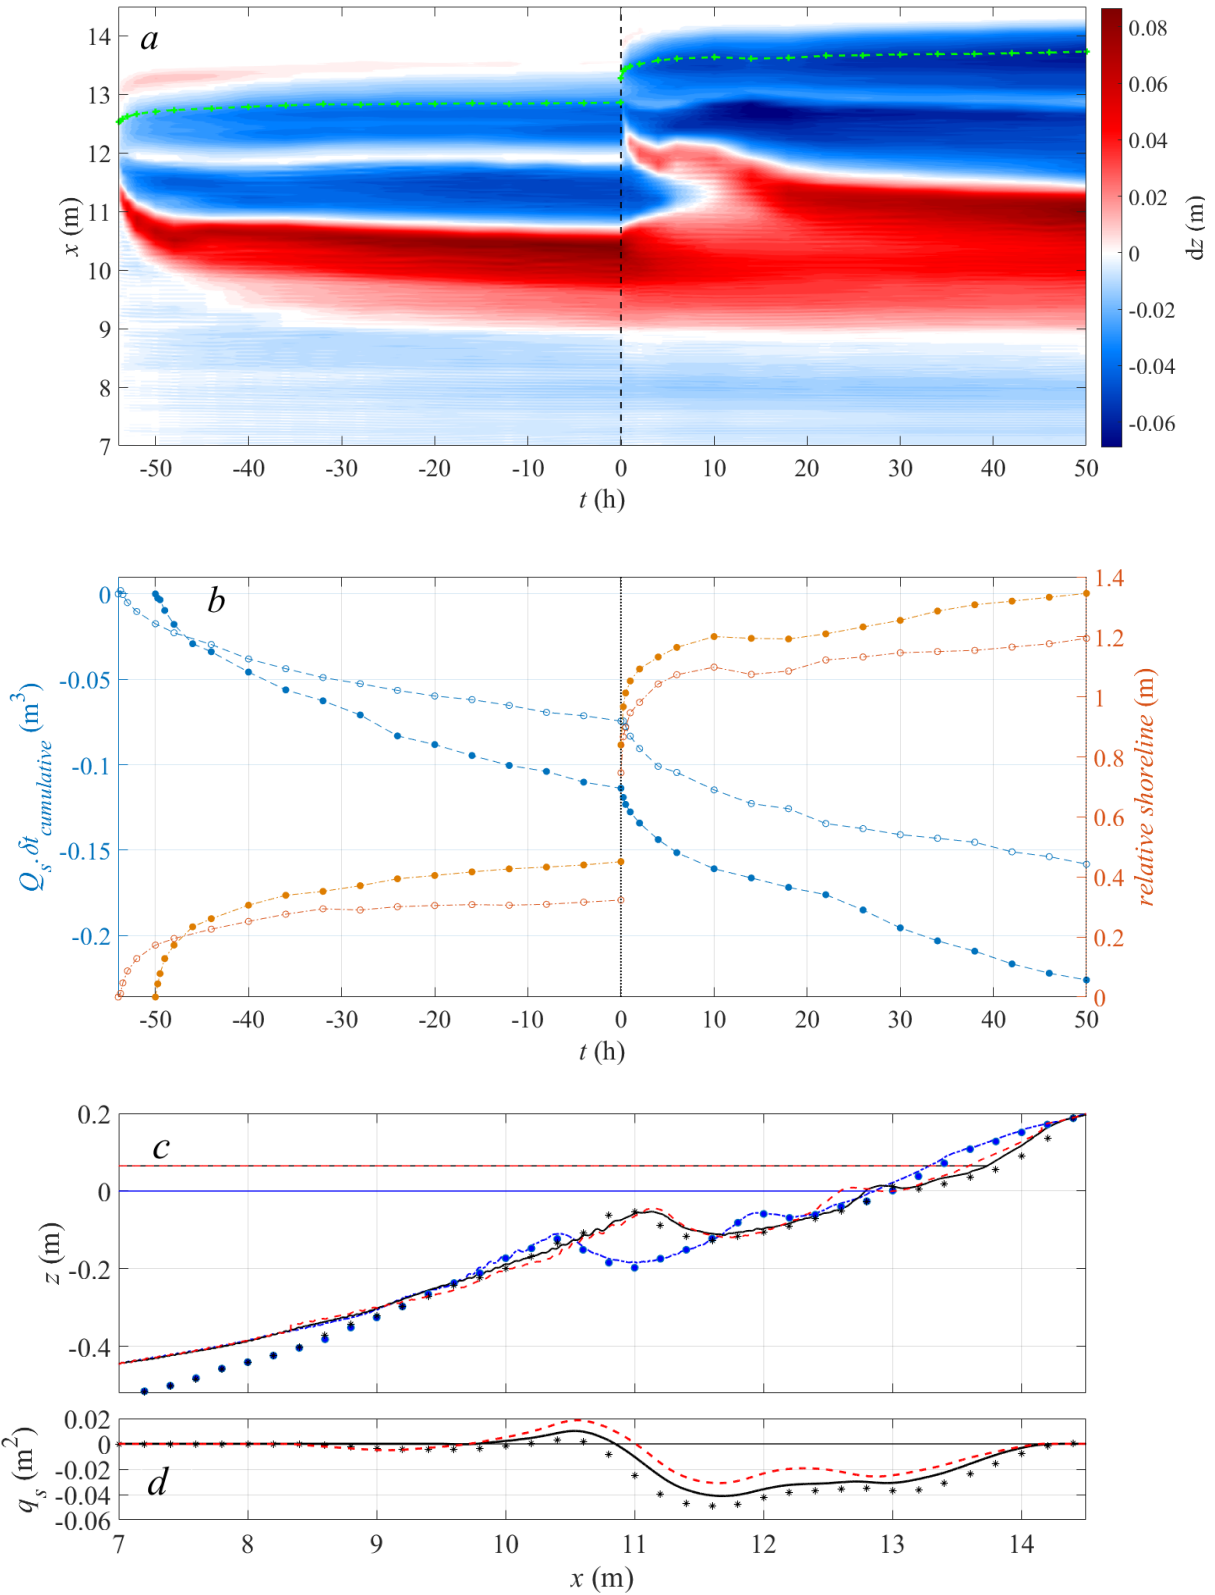 a
14
13
12
11
10
9
8
7
x (m)
-50 -40 -30 -20 -10 0 10 20 30 40 50
t (h)
0.08
0.06
0.04
0.02
0
-0.02
-0.04
-0.06
dz (m)
b
0
-0.05
-0.1
-0.15
-0.2
Qs.δtcumulative (m3)
1.4
1.2
1
0.8
0.6
0.4
0.2
0
relative shoreline (m)
-50 -40 -30 -20 -10 0 10 20 30 40 50
t (h)
c
0.2
0
-0.2
-0.4
z (m)
d
0.02
0
-0.02
-0.04
-0.06
qs (m2)
7 8 9 10 11 12 13 14
x (m)